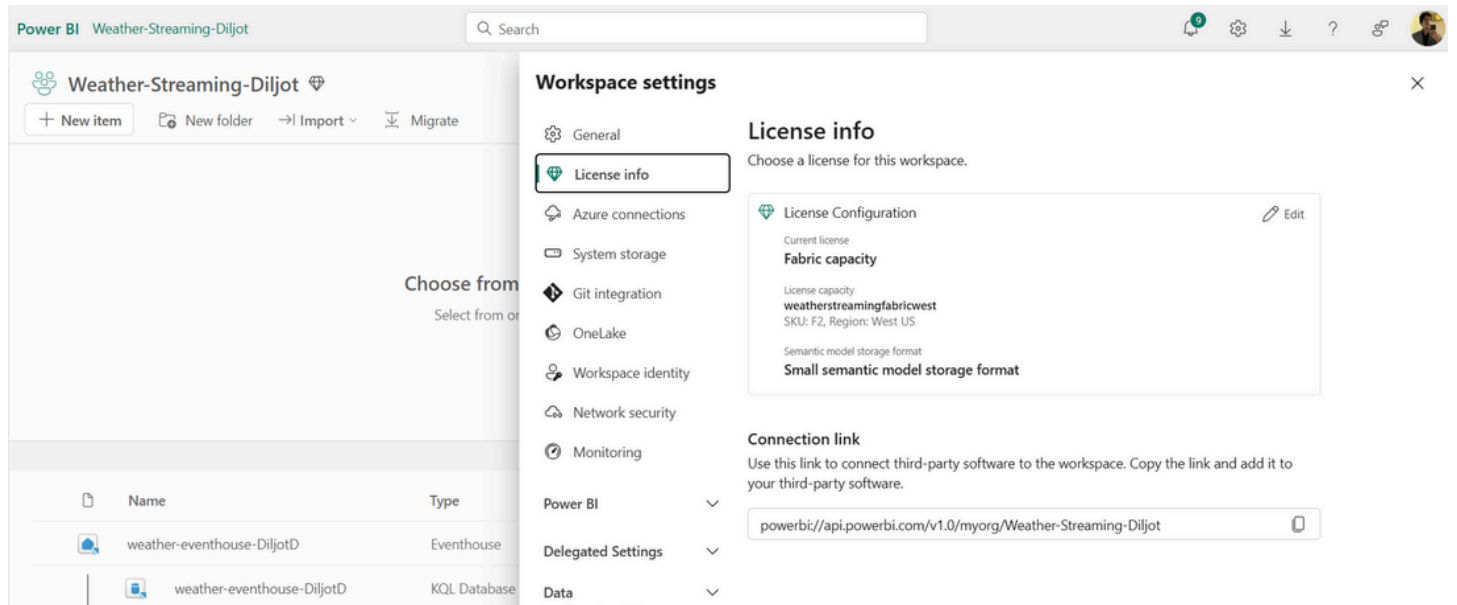 Power BI Weather-Streaming-Diljot
Search
9
Weather-Streaming-Diljot
New item New folder Import Migrate
Choose from
Select from or
Name Type
weather-eventhouse-DiljotD Eventhouse
weather-eventhouse-DiljotD KQL Database
Workspace settings
General
License info
Azure connections
System storage
Git integration
OneLake
Workspace identity
Network security
Monitoring
Power BI
Delegated Settings
Data
License info
Choose a license for this workspace.
License Configuration Edit
Current license
Fabric capacity
License capacity
weatherstreamingfabricwest
SKU: F2, Region: West US
Semantic model storage format
Small semantic model storage format
Connection link
Use this link to connect third-party software to the workspace. Copy the link and add it to
your third-party software.
powerbi://api.powerbi.com/v1.0/myorg/Weather-Streaming-Diljot